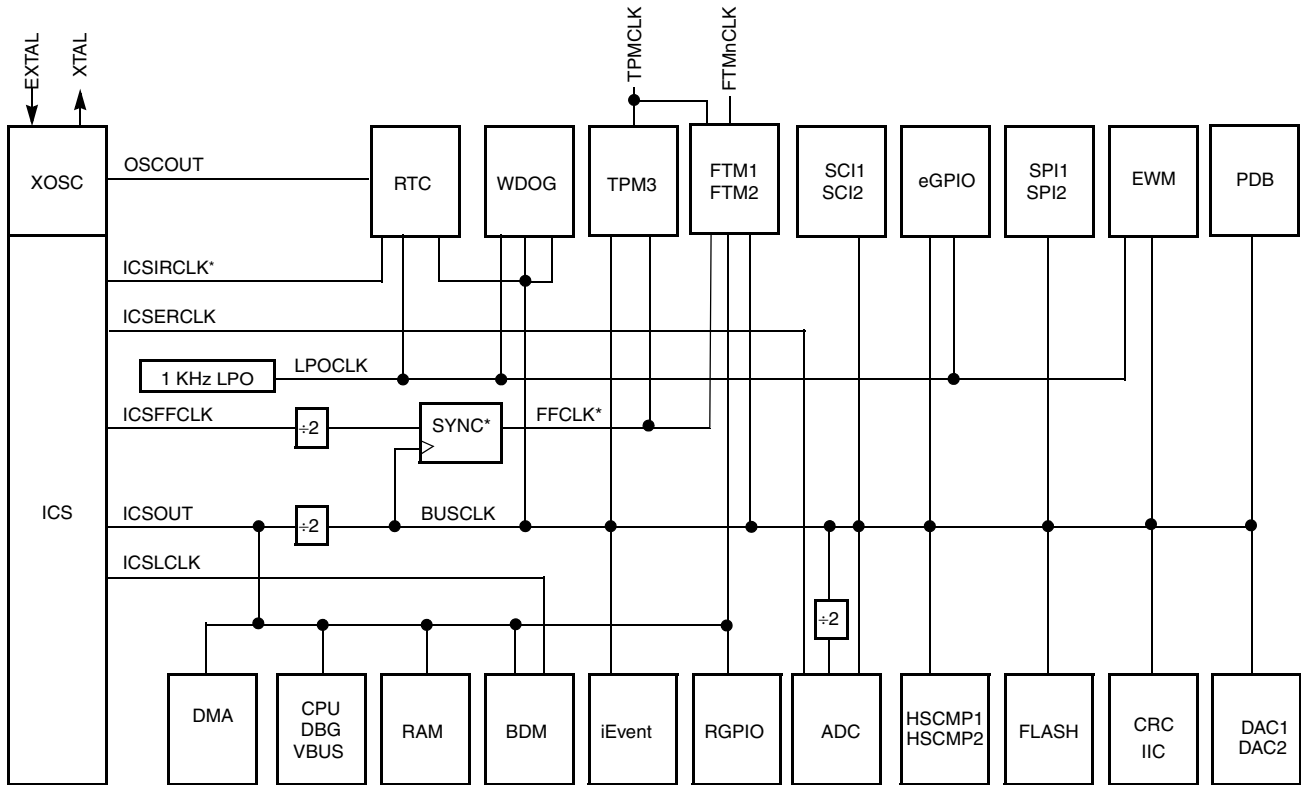 EXTAL
XTAL
TPMCLK
FTMnCLK
XOSC
OSCOUT
RTC
WDOG
TPM3
FTM1
FTM2
SCI1
SCI2
eGPIO
SPI1
SPI2
EWM
PDB
ICSIRCLK*
ICSERCLK
1 KHz LPO
LPOCLK
ICSFFCLK
÷2
SYNC*
FFCLK*
ICS
ICSOUT
÷2
BUSCLK
ICSLCLK
÷2
DMA
CPU
DBG
VBUS
RAM
BDM
iEvent
RGPIO
ADC
HSCMP1
HSCMP2
FLASH
CRC
IIC
DAC1
DAC2